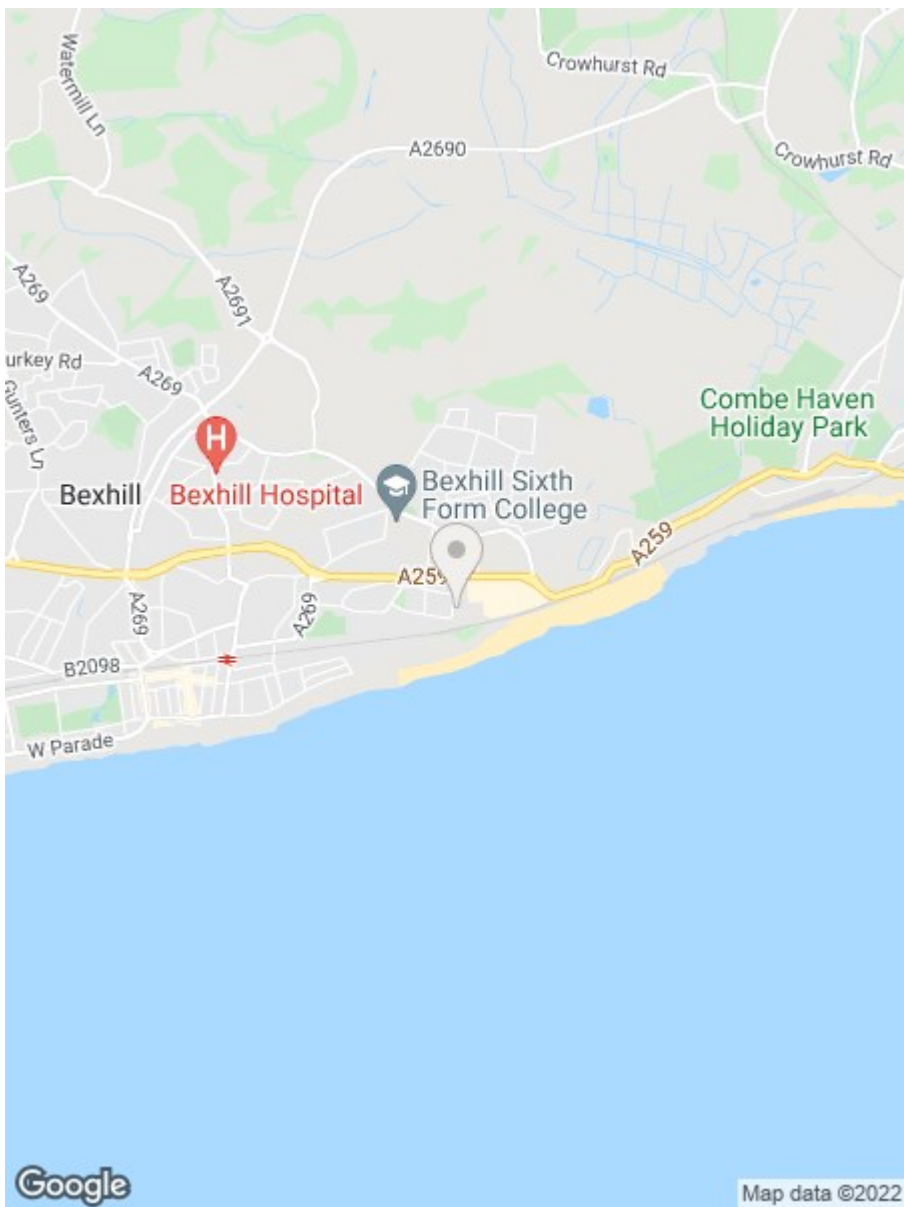 Crowhurst Rd
Watermill Ln
A2690
Crowhurst Rd
A269
A2691
urkey Rd
A269
Gunters Ln
Combe Haven
Holiday Park
H
Bexhill
Bexhill Hospital
Bexhill Sixth
Form College
A259
A259
A269
A269
B2098
W Parade
Google
Map data ©2022